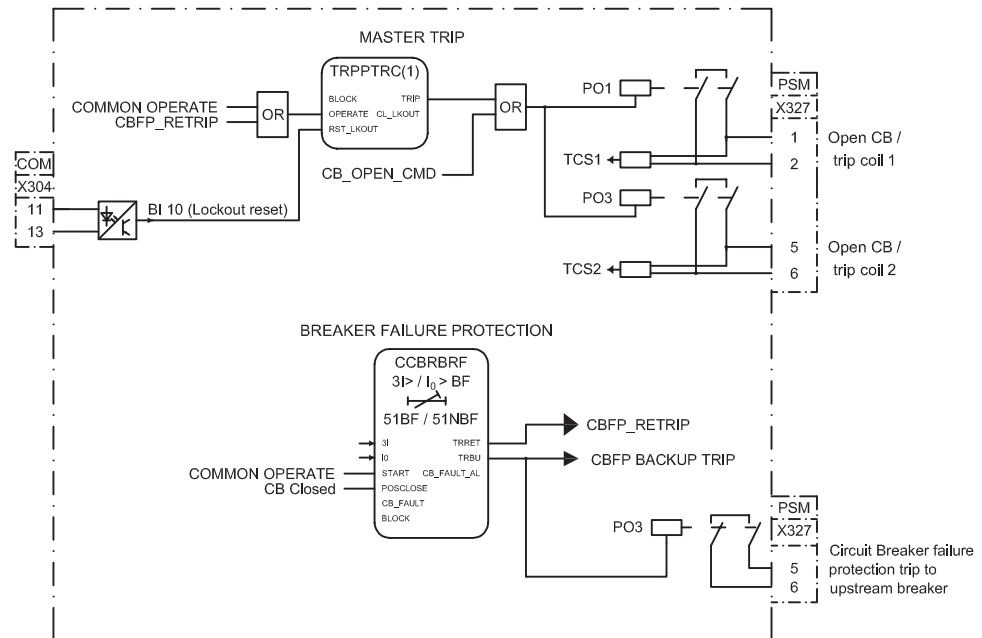 MASTER TRIP
TRPPTRC(1)
BLOCK TRIP
OPERATE CL_LKOUT
RST_LKOUT
COMMON OPERATE
CBFP_RETRIP
OR
OR
CB_OPEN_CMD
COM
X304
11
13
BI 10 (Lockout reset)
PO1
TCS1
PO3
TCS2
PSM
X327
1
2
5
6
Open CB /
trip coil 1
Open CB /
trip coil 2
BREAKER FAILURE PROTECTION
CCBRBRF
3I> / I0 > BF
51BF / 51NBF
3I TRRET
I0 TRBU
START CB_FAULT_AL
POSCLOSE
CB_FAULT
BLOCK
COMMON OPERATE
CB Closed
CBFP_RETRIP
CBFP BACKUP TRIP
PO3
PSM
X327
5
6
Circuit Breaker failure
protection trip to
upstream breaker